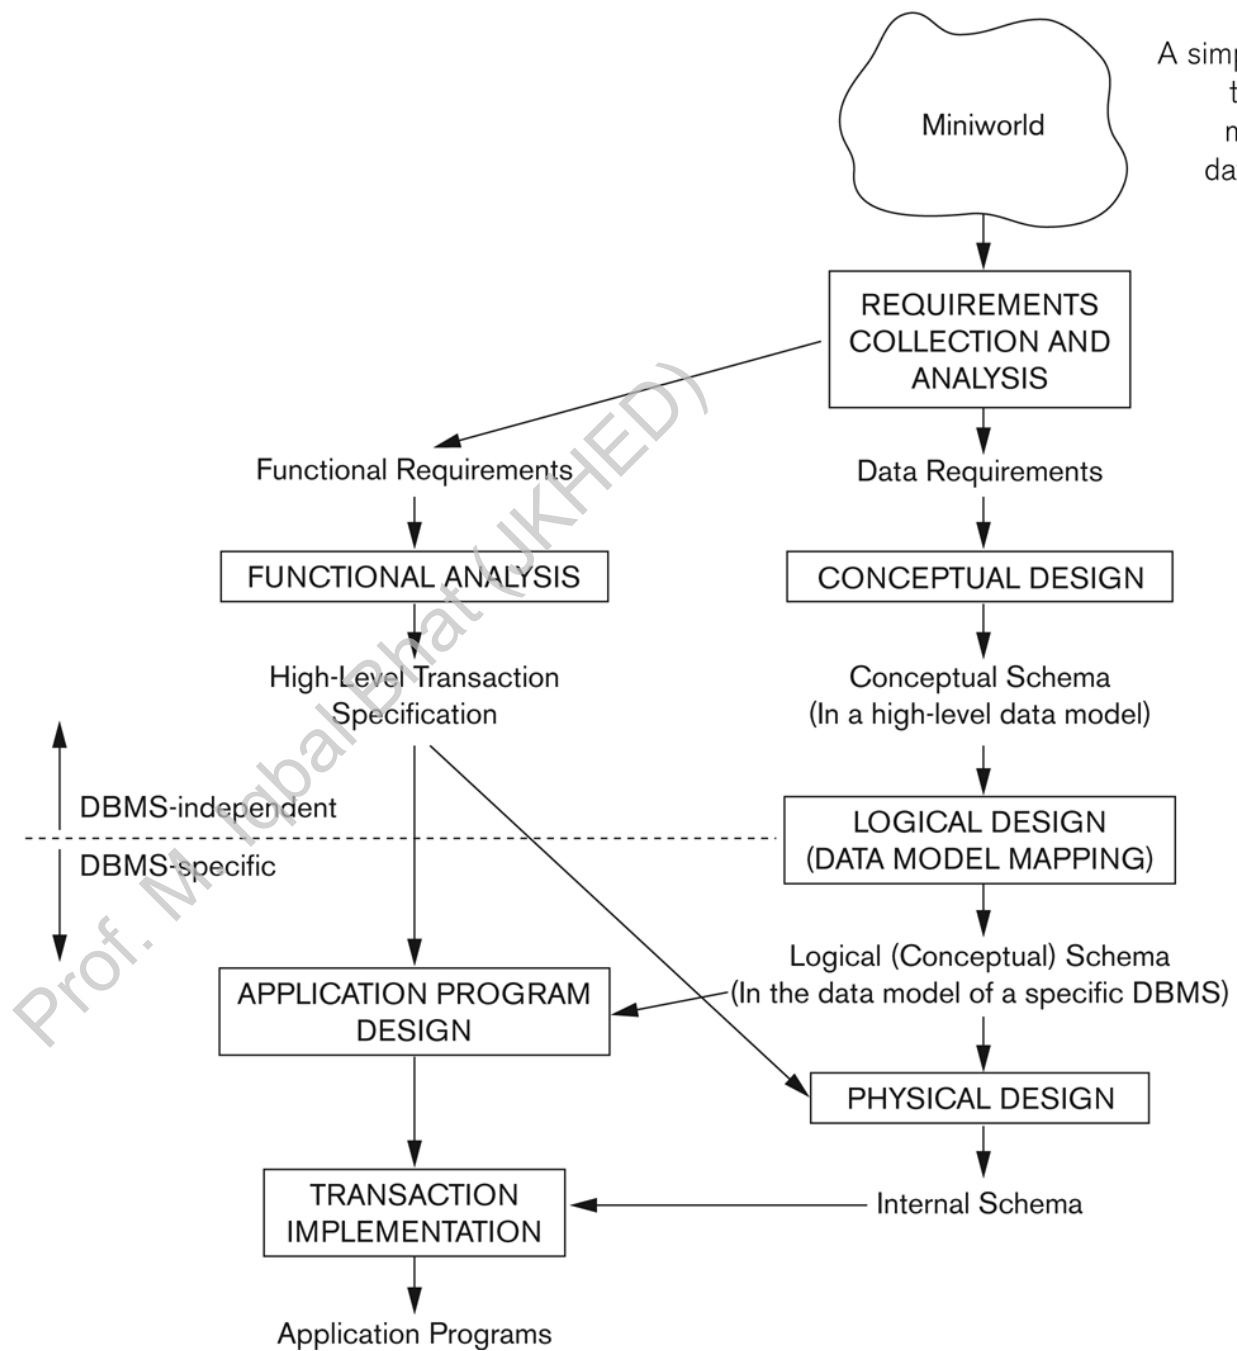 Miniworld
A simp
t
n
da
REQUIREMENTS
COLLECTION AND
ANALYSIS
Functional Requirements
Data Requirements
FUNCTIONAL ANALYSIS
CONCEPTUAL DESIGN
High-Level Transaction
Specification
Conceptual Schema
(In a high-level data model)
DBMS-independent
DBMS-specific
LOGICAL DESIGN
(DATA MODEL MAPPING)
Logical (Conceptual) Schema
(In the data model of a specific DBMS)
APPLICATION PROGRAM
DESIGN
PHYSICAL DESIGN
TRANSACTION
IMPLEMENTATION
Internal Schema
Application Programs
Prof. M. Iqbal Bhat (JKHED)